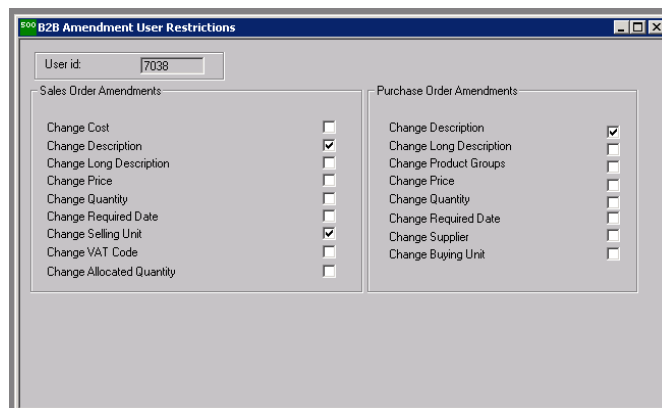 500 B2B Amendment User Restrictions
User id: 7038
Sales Order Amendments
Change Cost
Change Description
Change Long Description
Change Price
Change Quantity
Change Required Date
Change Selling Unit
Change VAT Code
Change Allocated Quantity
Purchase Order Amendments
Change Description
Change Long Description
Change Product Groups
Change Price
Change Quantity
Change Required Date
Change Supplier
Change Buying Unit